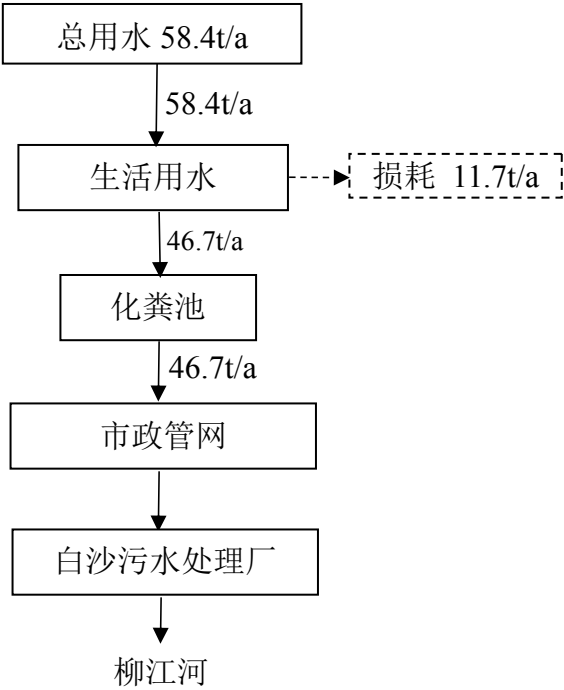 总用水 58.4t/a
58.4t/a
生活用水
损耗 11.7t/a
46.7t/a
化粪池
46.7t/a
市政管网
白沙污水处理厂
柳江河